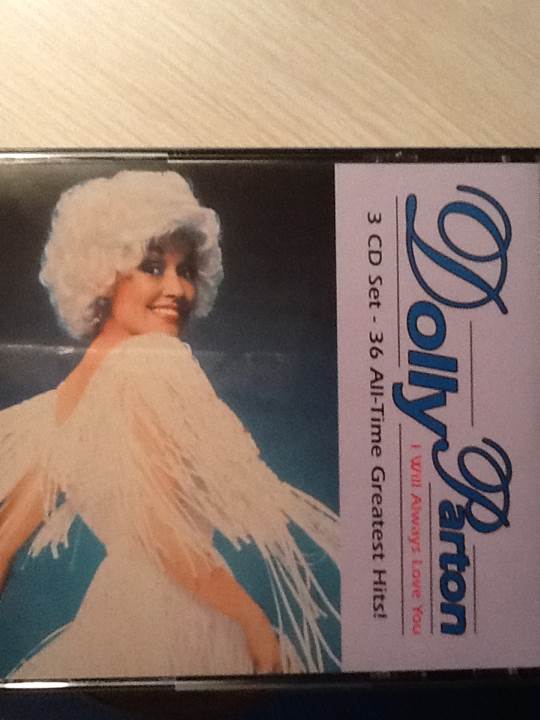 Dolly Parton
I Will Always Love You
3 CD Set - 36 All-Time Greatest Hits!